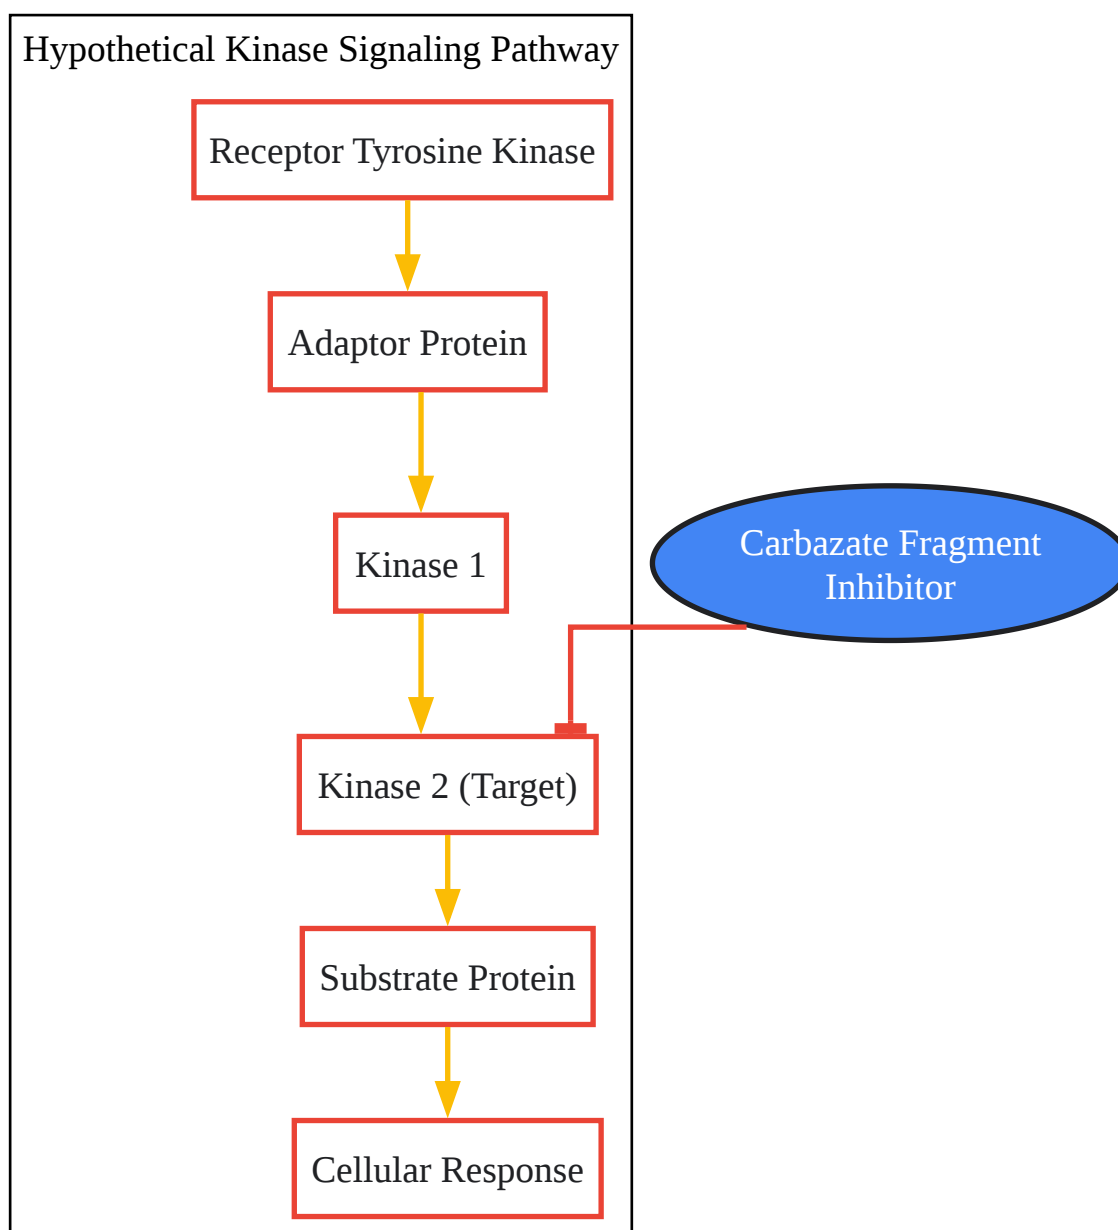 Hypothetical Kinase Signaling Pathway
Receptor Tyrosine Kinase
Adaptor Protein
Kinase 1
Carbazate Fragment
Inhibitor
Kinase 2 (Target)
Substrate Protein
Cellular Response